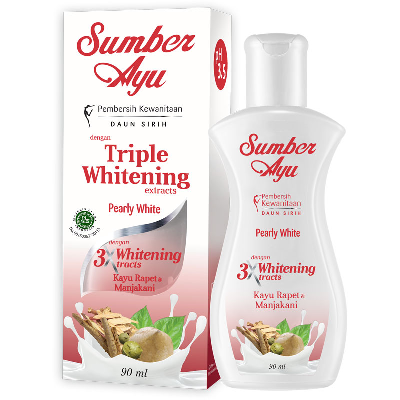 Sumber
Ayu
pH
3.5
Pembersih Kewanitaan
DAUN SIRIH
dengan
Triple
Whitening
extracts
Pearly White
dengan
3x Whitening
xtracts
Kayu Rapet &
Manjakani
90 ml
Sumber
Ayu
Pembersih
Kewanitaan
DAUN SIRIH
Pearly White
dengan
3x Whitening
xtracts
Kayu Rapet &
Manjakani
90 ml